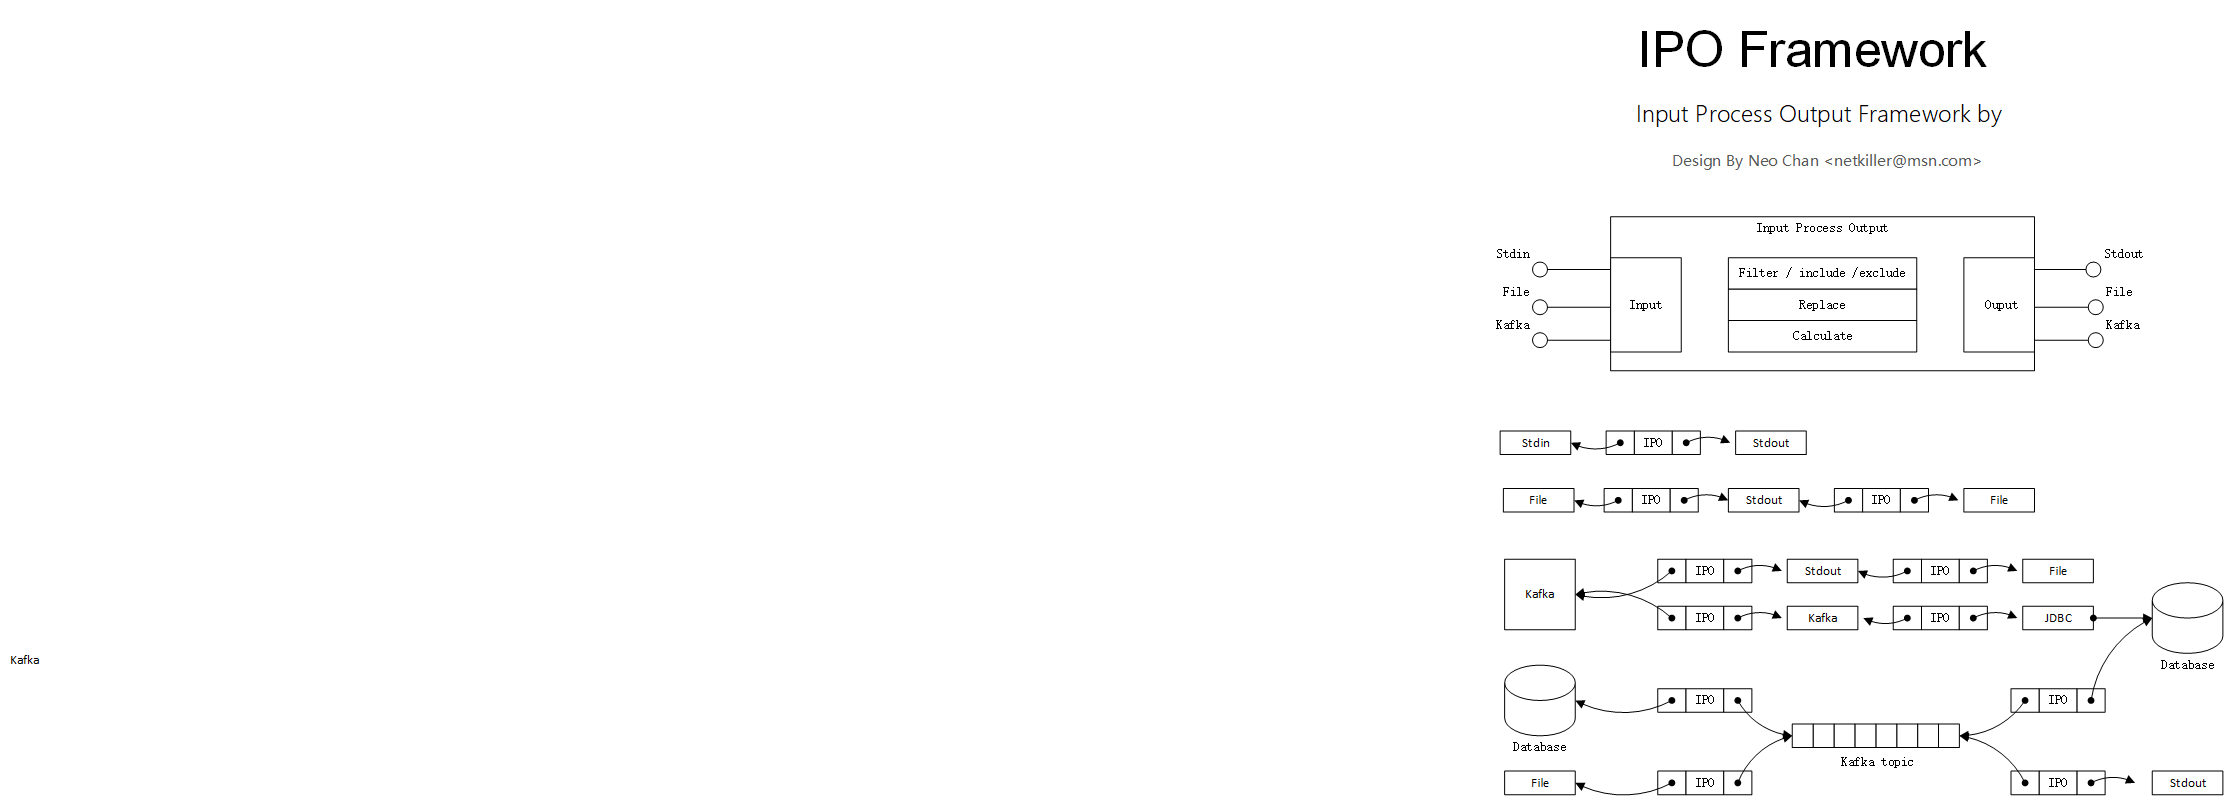 IPO Framework
Input Process Output Framework by
Design By Neo Chan <netkiller@msn.com>
Input Process Output
Stdin
File
Kafka
Input
Filter / include /exclude
Replace
Calculate
Ouput
Stdout
File
Kafka
Stdin
IPO
Stdout
File
IPO
Stdout
IPO
File
Kafka
IPO
Stdout
IPO
File
IPO
Kafka
IPO
JDBC
Database
Kafka
Database
IPO
IPO
Kafka topic
File
IPO
IPO
Stdout